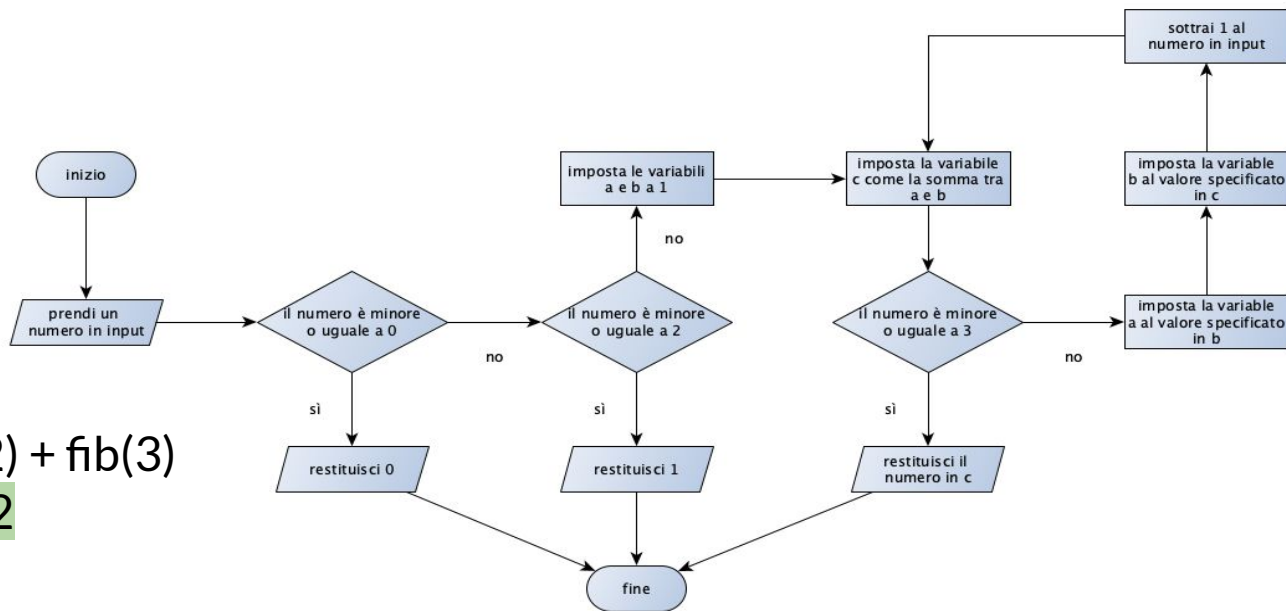 sottrai 1 al
numero in input
inizio
imposta le variabili
a e b a 1
imposta la variabile
c come la somma tra
a e b
imposta la variable
b al valore specificato
in c
no
prendi un
numero in input
il numero è minore
o uguale a 0
no
il numero è minore
o uguale a 2
il numero è minore
o uguale a 3
no
imposta la variable
a al valore specificato
in b
sì
sì
sì
) + fib(3)
2
restituisci 0
restituisci 1
restituisci il
numero in c
fine